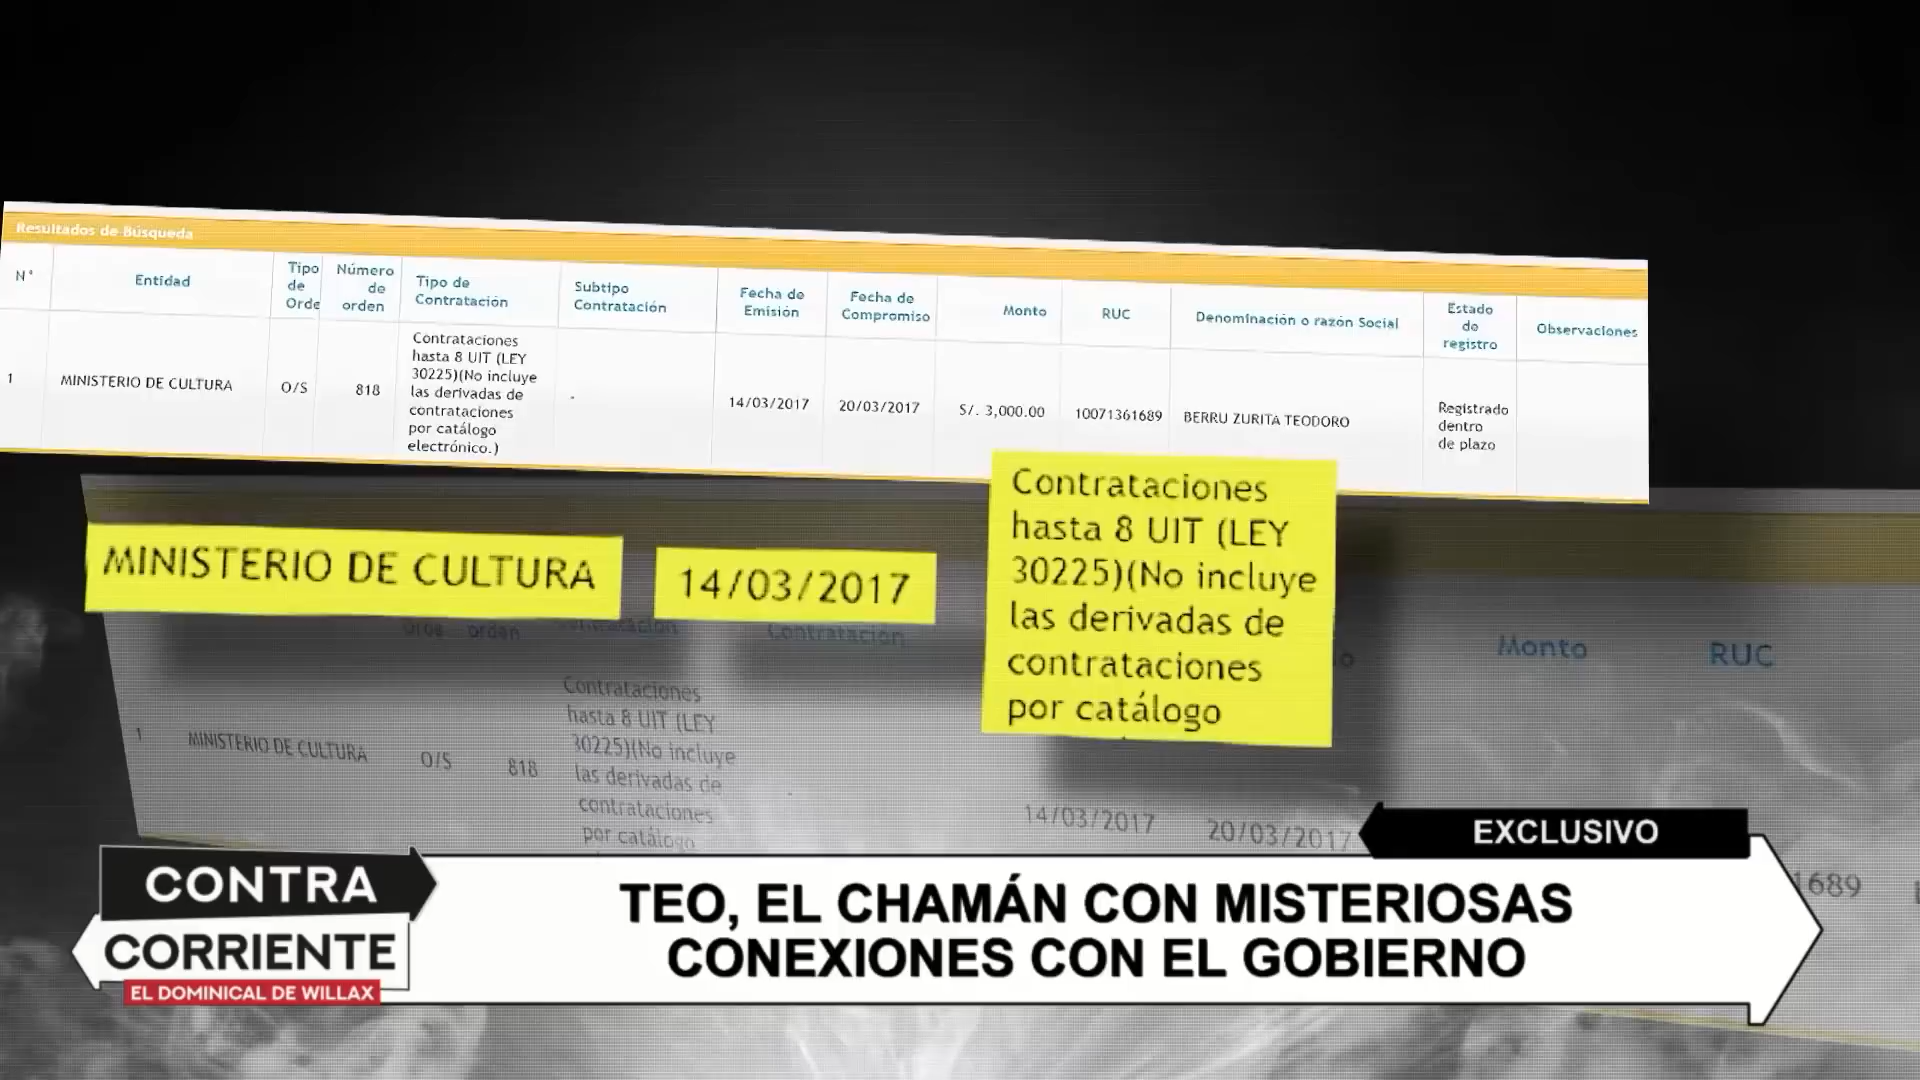 Resultados de Búsqueda
N°
Entidad
Tipo
de
Orde
Número
de
orden
Tipo de
Contratación
Subtipo
Contratación
Fecha de
Emisión
Fecha de
Compromiso
Monto
RUC
Denominación o razón Social
Estado
de
registro
Observaciones
1
MINISTERIO DE CULTURA
O/S
818
Contrataciones
hasta 8 UIT (LEY
30225)(No incluye
las derivadas de
contrataciones
por catálogo
electrónico.)
-
14/03/2017
20/03/2017
S/. 3,000.00
10071361689
BERRU ZURITA TEODORO
Registrado
dentro
de plazo
MINISTERIO DE CULTURA
14/03/2017
Contrataciones
hasta 8 UIT (LEY
30225)(No incluye
las derivadas de
contrataciones
por catálogo
Orde
orden
Contratación
Contratación
Monto
RUC
1
MINISTERIO DE CULTURA
O/S
818
Contrataciones
hasta 8 UIT (LEY
30225)(No incluye
las derivadas de
contrataciones
por catálogo
14/03/2017
20/03/2017
1689
EXCLUSIVO
CONTRA
CORRIENTE
EL DOMINICAL DE WILLAX
TEO, EL CHAMÁN CON MISTERIOSAS
CONEXIONES CON EL GOBIERNO